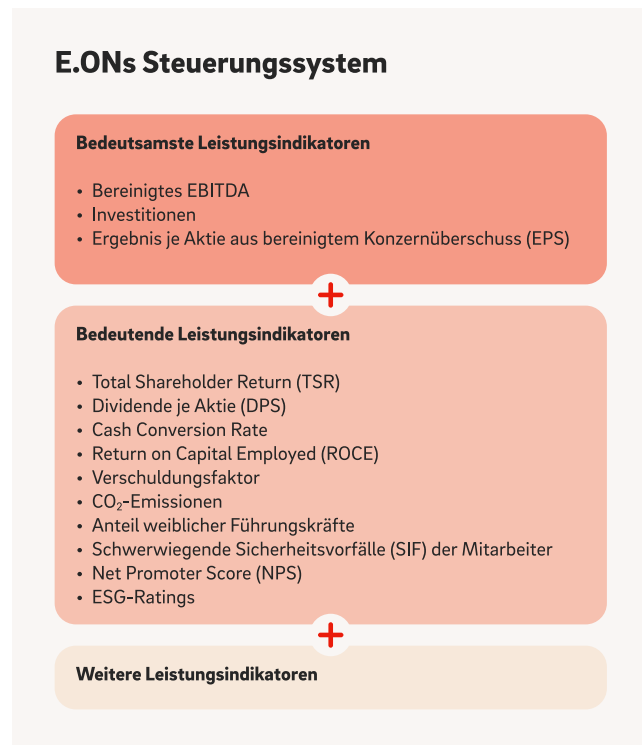 E.ONs Steuerungssystem
Bedeutsamste Leistungsindikatoren
• Bereinigtes EBITDA
• Investitionen
• Ergebnis je Aktie aus bereinigtem Konzernüberschuss (EPS)
+
Bedeutende Leistungsindikatoren
• Total Shareholder Return (TSR)
• Dividende je Aktie (DPS)
• Cash Conversion Rate
• Return on Capital Employed (ROCE)
• Verschuldungsfaktor
• CO₂-Emissionen
• Anteil weiblicher Führungskräfte
• Schwerwiegende Sicherheitsvorfälle (SIF) der Mitarbeiter
• Net Promoter Score (NPS)
• ESG-Ratings
+
Weitere Leistungsindikatoren